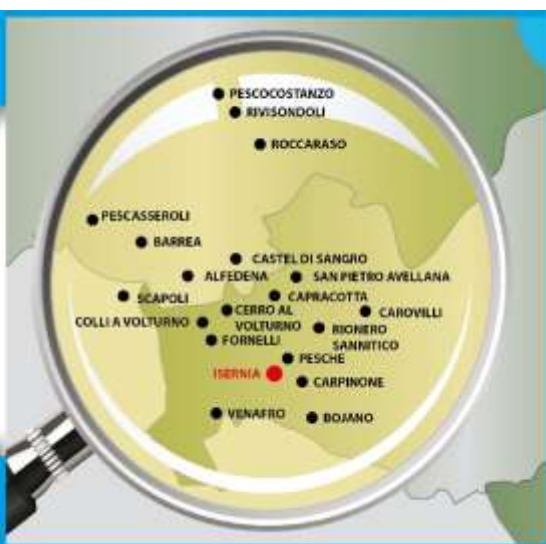 PESCOCOSTANZO
RIVISONDOLI
ROCCARASO
PESCASSEROLI
BARREA
CASTEL DI SANGRO
ALFEDENA
SAN PIETRO AVELLANA
SCAPOLI
CAPRACOTTA
CERRO AL
VOLTURNO
CAROVILLI
COLLI A VOLTURNO
RIONERO
SANNITICO
FORNELLI
PESCHE
ISERNIA
CARPINONE
VENAFRO
BOJANO